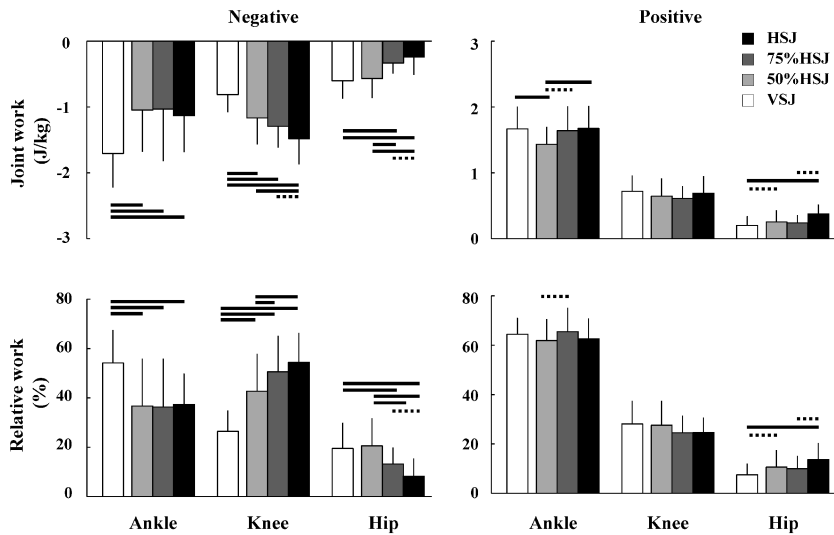 Negative
Positive
Joint work
(J/kg)
0
-1
-2
-3
3
2
1
0
HSJ
75%HSJ
50%HSJ
VSJ
Relative work
(%)
80
60
40
20
0
80
60
40
20
0
Ankle Knee Hip
Ankle Knee Hip